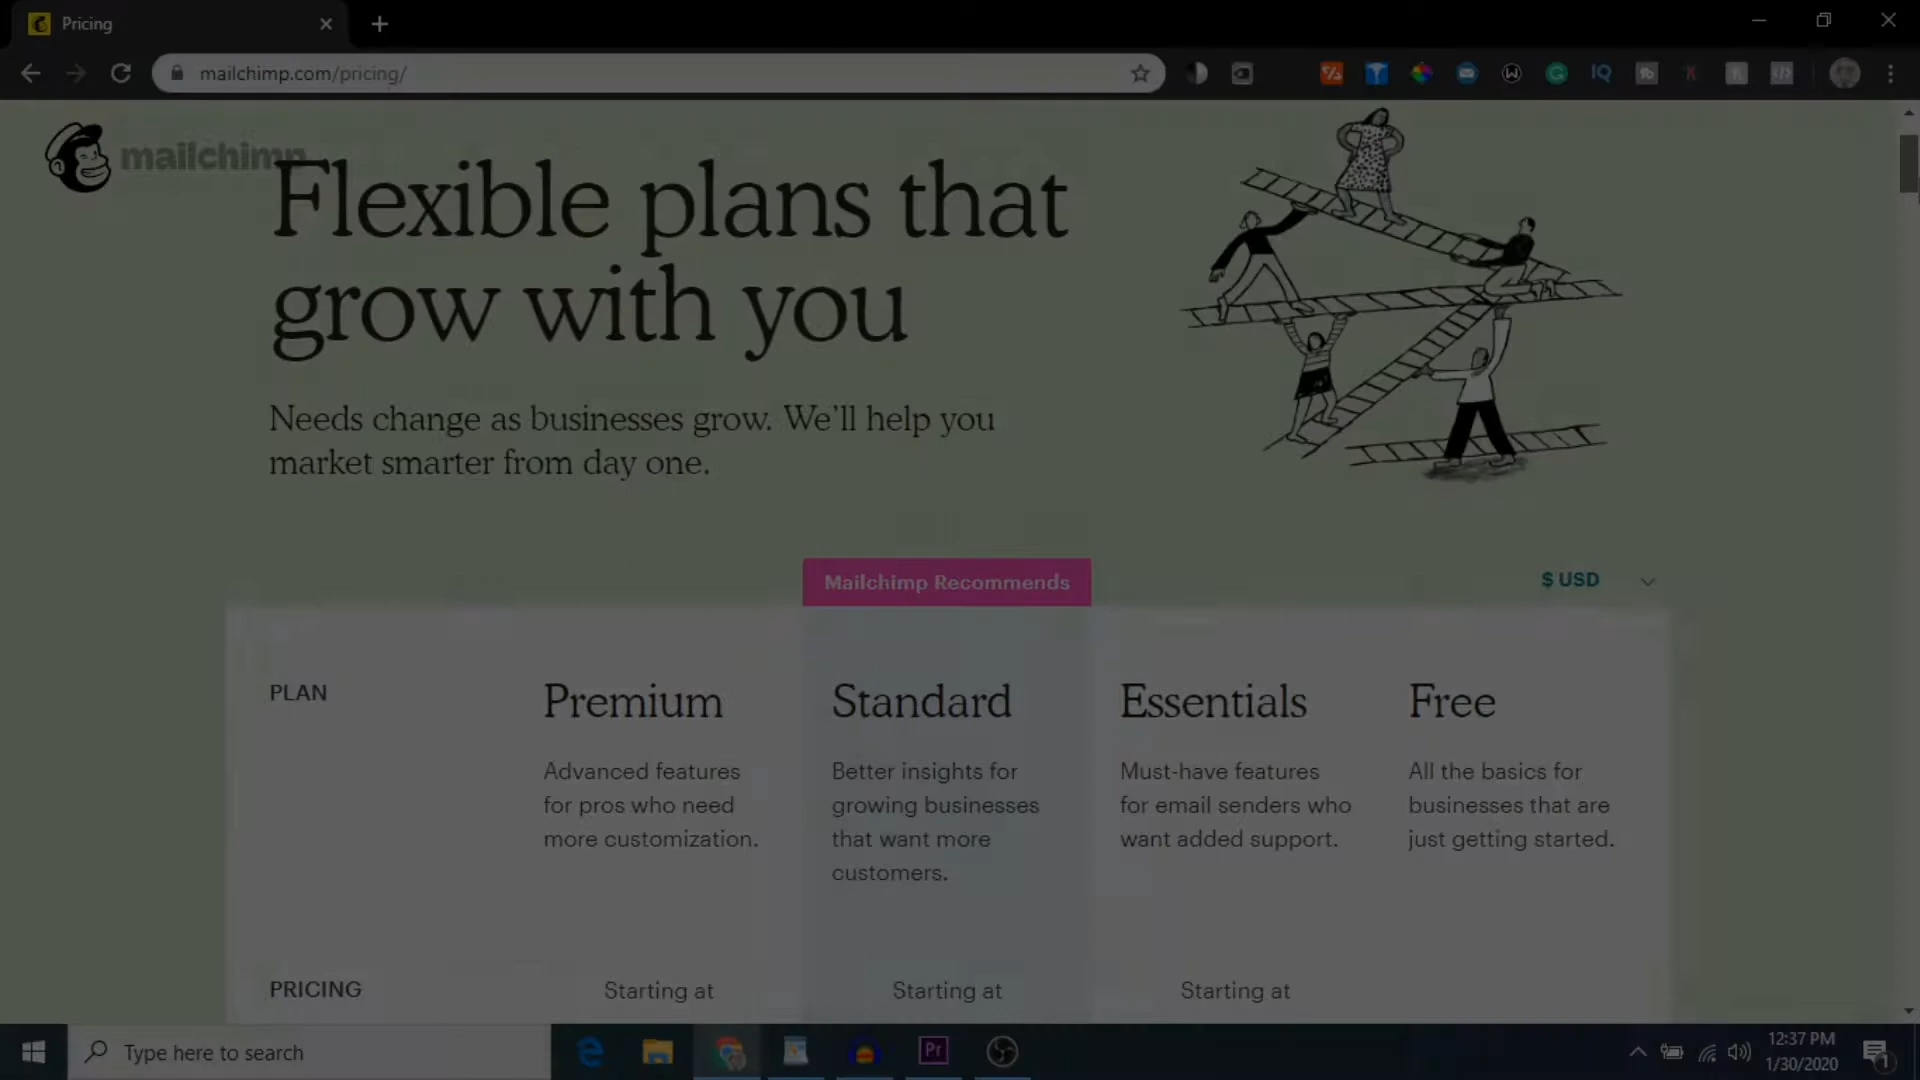 Pricing
mailchimp.com/pricing/
mailchimp
Flexible plans that
grow with you
Needs change as businesses grow. We’ll help you
market smarter from day one.
Mailchimp Recommends
$ USD
PLAN
Premium
Advanced features
for pros who need
more customization.
Standard
Better insights for
growing businesses
that want more
customers.
Essentials
Must-have features
for email senders who
want added support.
Free
All the basics for
businesses that are
just getting started.
PRICING
Starting at
Starting at
Starting at
Type here to search
Pr
12:37 PM
1/30/2020
1